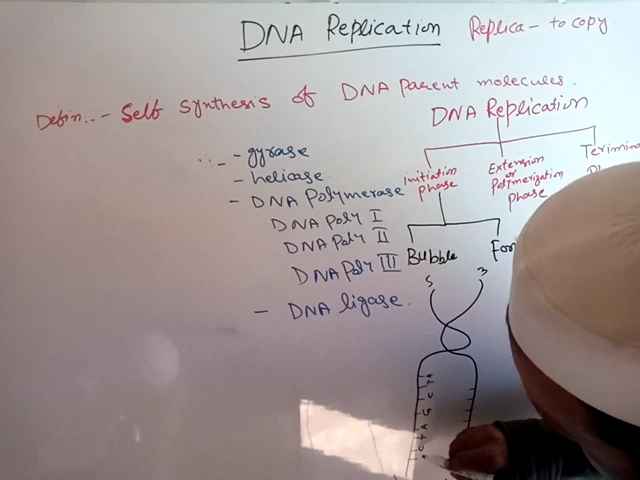 DNA Replication Replica - to copy
Defin..- Self synthesis of DNA parent molecules.
DNA Replication
- gyrase
- helicase
- DNA Polymerase
DNA Poly I
DNA Poly II
DNA Poly III
- DNA ligase.
Initiation
phase
Extension
or
Polymerization
phase
Bubble
5 3